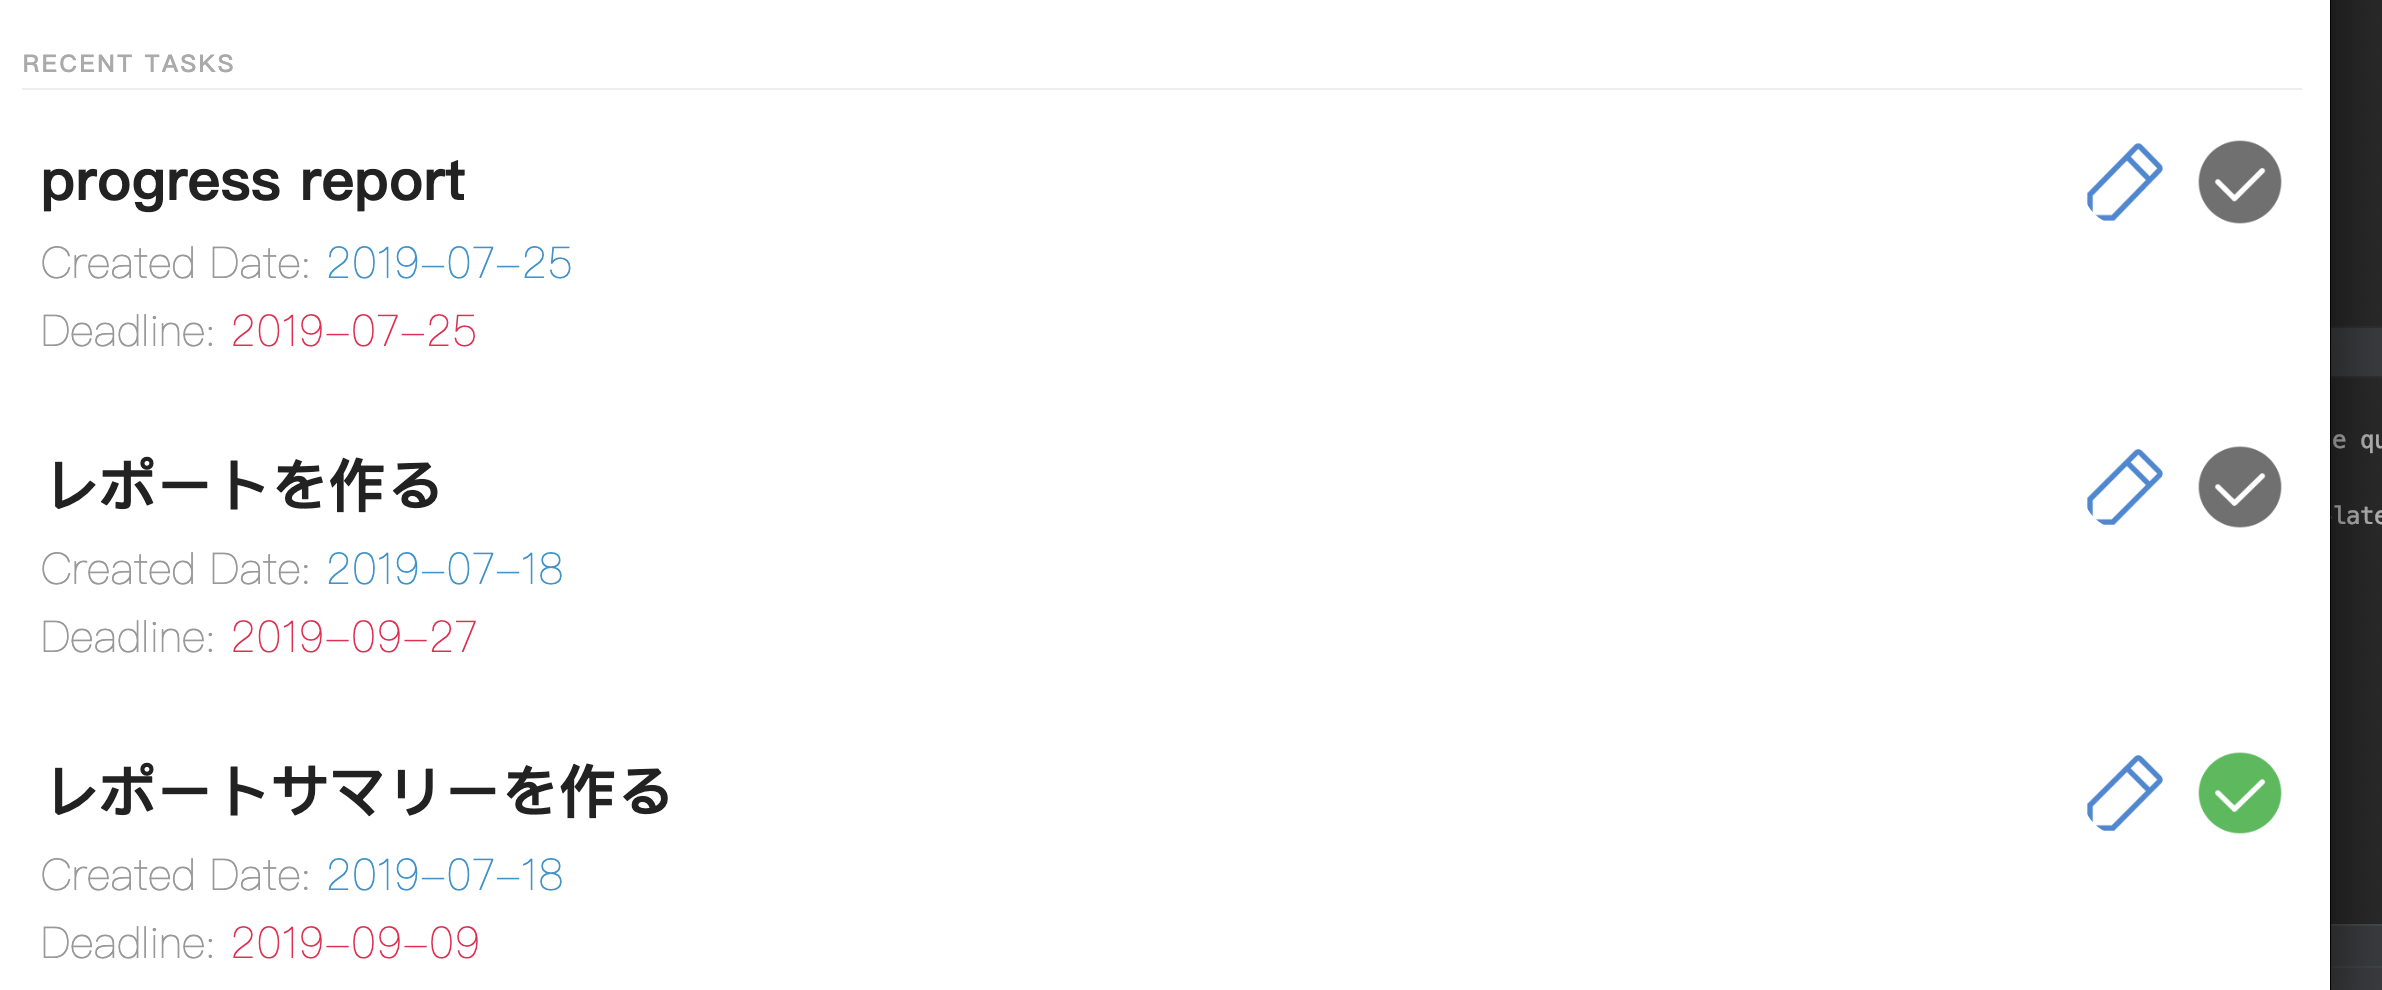 RECENT TASKS
progress report
Created Date: 2019-07-25
Deadline: 2019-07-25
レポートを作る
Created Date: 2019-07-18
Deadline: 2019-09-27
レポートサマリーを作る
Created Date: 2019-07-18
Deadline: 2019-09-09